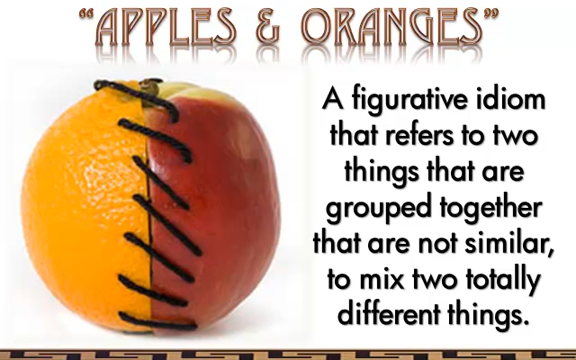 “APPLES & ORANGES”
A figurative idiom
that refers to two
things that are
grouped together
that are not similar,
to mix two totally
different things.